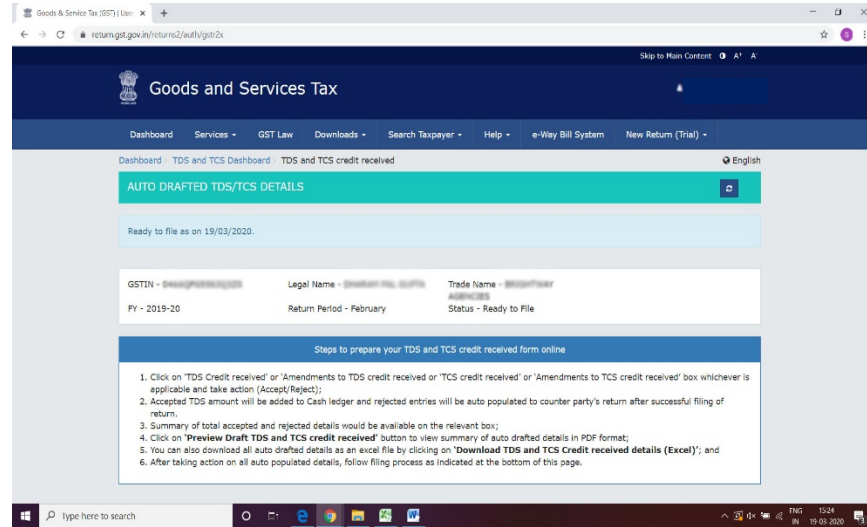 Goods & Service Tax (GST) | User
return.gst.gov.in/returns2/auth/gstr2x
S
Skip to Main Content A⁺ A⁻
Goods and Services Tax
Dashboard Services GST Law Downloads Search Taxpayer Help e-Way Bill System New Return (Trial)
Dashboard TDS and TCS Dashboard TDS and TCS credit received English
AUTO DRAFTED TDS/TCS DETAILS
Ready to file as on 19/03/2020.
GSTIN - Legal Name - Trade Name -
FY - 2019-20 Return Period - February Status - Ready to File
Steps to prepare your TDS and TCS credit received form online
1. Click on 'TDS Credit received' or 'Amendments to TDS credit received or 'TCS credit received' or 'Amendments to TCS credit received' box whichever is
applicable and take action (Accept/Reject);
2. Accepted TDS amount will be added to Cash ledger and rejected entries will be auto populated to counter party's return after successful filing of
return.
3. Summary of total accepted and rejected details would be available on the relevant box;
4. Click on 'Preview Draft TDS and TCS credit received' button to view summary of auto drafted details in PDF format;
5. You can also download all auto drafted details as an excel file by clicking on 'Download TDS and TCS Credit received details (Excel)'; and
6. After taking action on all auto populated details, follow filing process as indicated at the bottom of this page.
Type here to search ENG 15:24
IN 19-03-2020